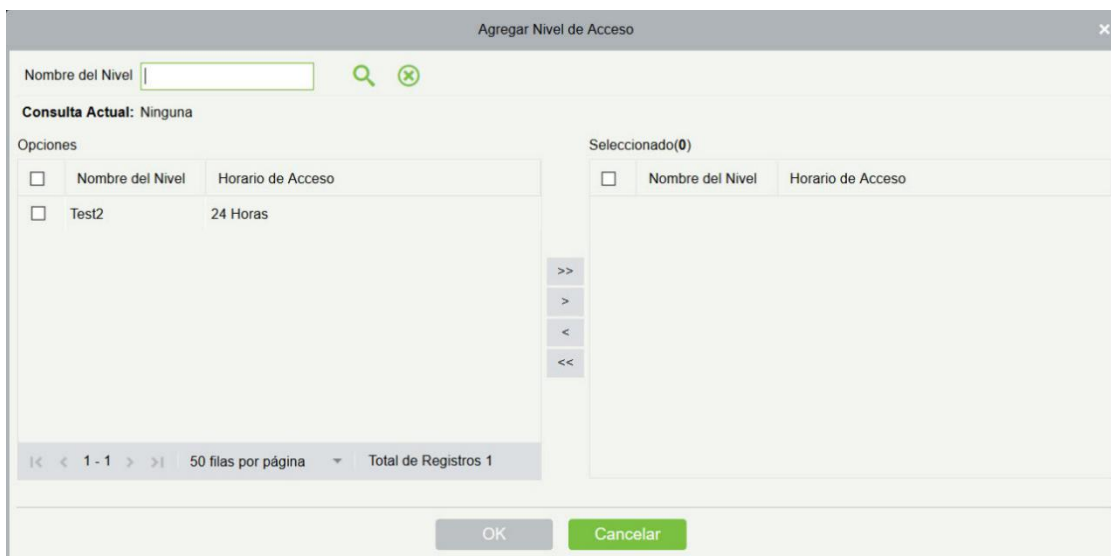 Agregar Nivel de Acceso
Nombre del Nivel
Consulta Actual: Ninguna
Opciones
Nombre del Nivel Horario de Acceso
Test2 24 Horas
1 - 1 50 filas por página Total de Registros 1
>>
>
<
<<
Seleccionado(0)
Nombre del Nivel Horario de Acceso
OK Cancelar